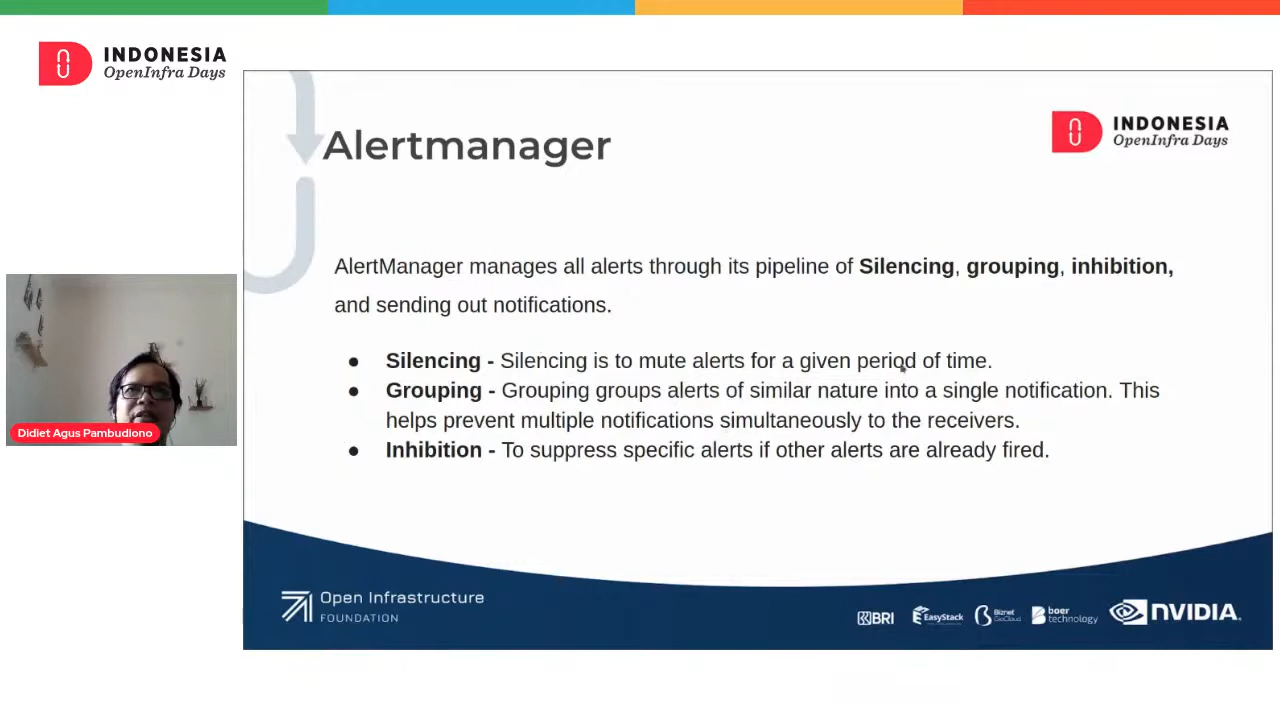 INDONESIA
OpenInfra Days
Alertmanager
INDONESIA
OpenInfra Days
AlertManager manages all alerts through its pipeline of Silencing, grouping, inhibition,
and sending out notifications.
● Silencing - Silencing is to mute alerts for a given period of time.
● Grouping - Grouping groups alerts of similar nature into a single notification. This
helps prevent multiple notifications simultaneously to the receivers.
● Inhibition - To suppress specific alerts if other alerts are already fired.
Didiet Agus Pambudiono
Open Infrastructure
FOUNDATION
BRI
EasyStack
Biznet
GioCloud
boer
technology
NVIDIA.